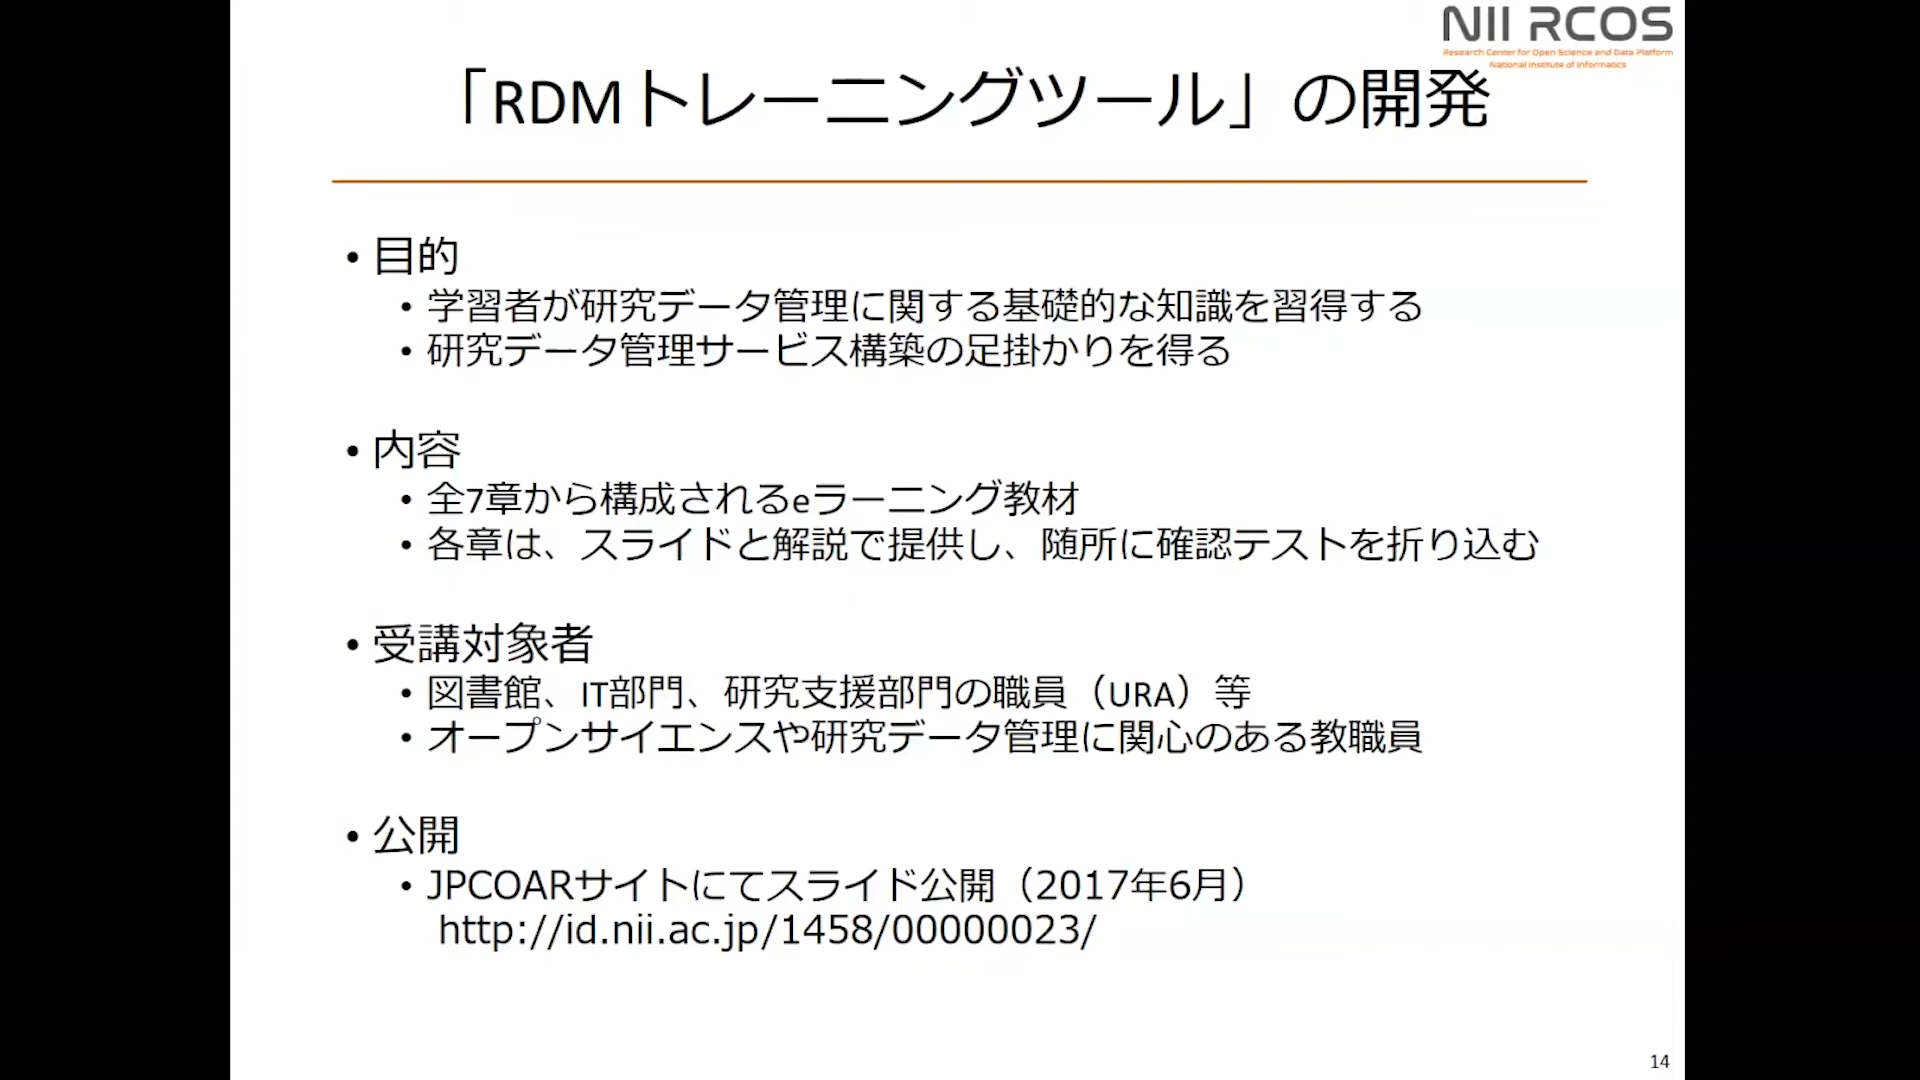 NII RCOS
Research Center for Open Science and Data Platform
National Institute of Informatics
「RDMトレーニングツール」の開発
• 目的
• 学習者が研究データ管理に関する基礎的な知識を習得する
• 研究データ管理サービス構築の足掛かりを得る
• 内容
• 全7章から構成されるeラーニング教材
• 各章は、スライドと解説で提供し、随所に確認テストを折り込む
• 受講対象者
• 図書館、IT部門、研究支援部門の職員（URA）等
• オープンサイエンスや研究データ管理に関心のある教職員
• 公開
• JPCOARサイトにてスライド公開（2017年6月）
http://id.nii.ac.jp/1458/00000023/
14